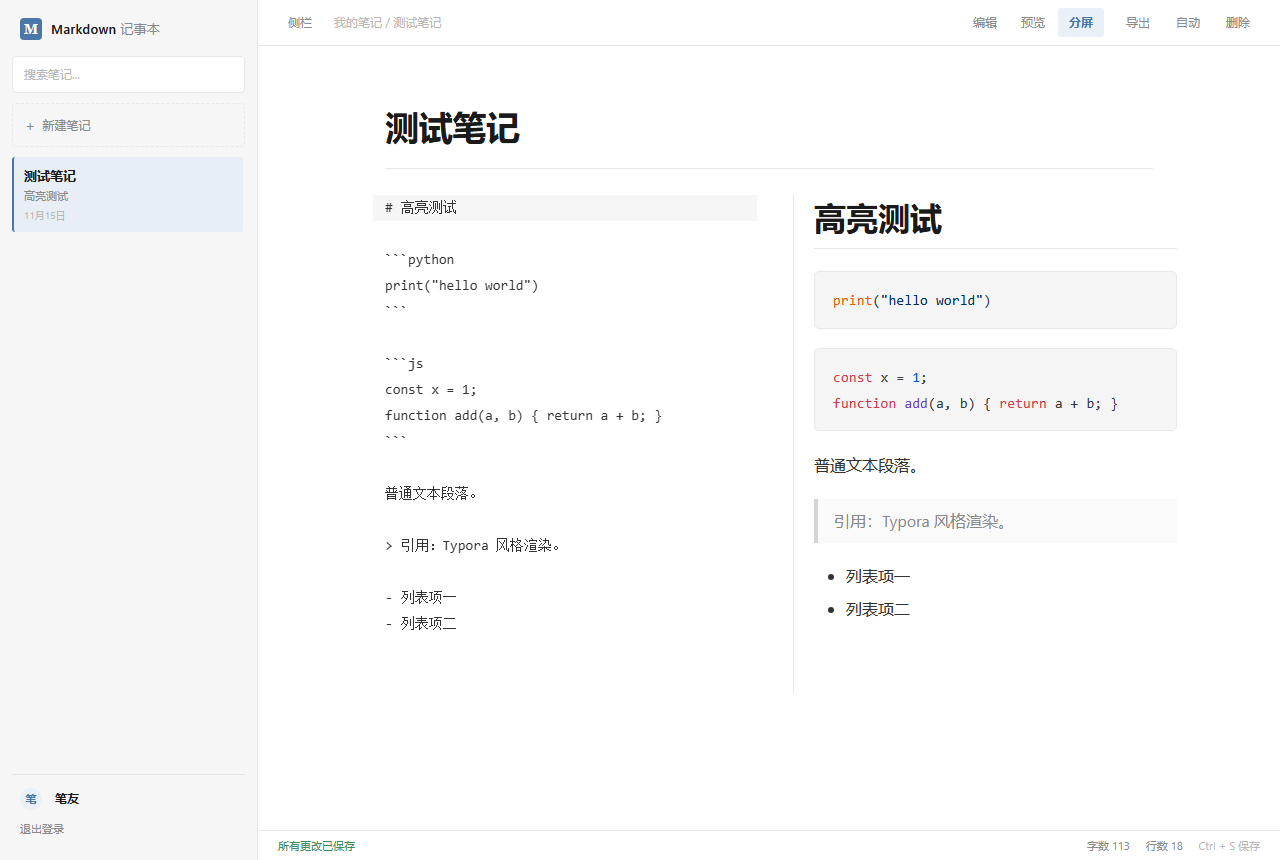 M Markdown 记事本
搜索笔记...
+ 新建笔记
测试笔记
高亮测试
11月15日
笔 笔友
退出登录
侧栏 我的笔记 / 测试笔记 编辑 预览 分屏 导出 自动 删除
测试笔记
# 高亮测试
```python
print("hello world")
```
```js
const x = 1;
function add(a, b) { return a + b; }
```
普通文本段落。
> 引用：Typora 风格渲染。
- 列表项一
- 列表项二
高亮测试
print("hello world")
const x = 1;
function add(a, b) { return a + b; }
普通文本段落。
引用：Typora 风格渲染。
• 列表项一
• 列表项二
所有更改已保存 字数 113 行数 18 Ctrl + S 保存